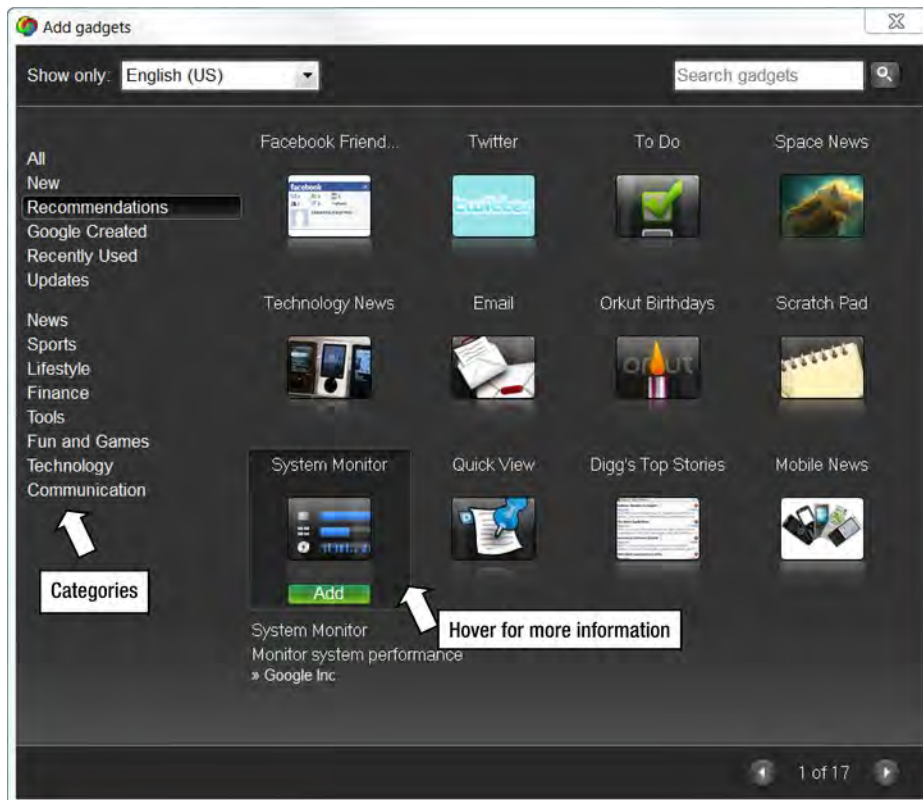 Add gadgets
Show only: English (US)
Search gadgets
All
New
Recommendations
Google Created
Recently Used
Updates
News
Sports
Lifestyle
Finance
Tools
Fun and Games
Technology
Communication
Categories
Facebook Friend...
Twitter
To Do
Space News
facebook
twitter
Technology News
Email
Orkut Birthdays
Scratch Pad
orkut
System Monitor
Quick View
Digg's Top Stories
Mobile News
Add
Hover for more information
System Monitor
Monitor system performance
» Google Inc
1 of 17